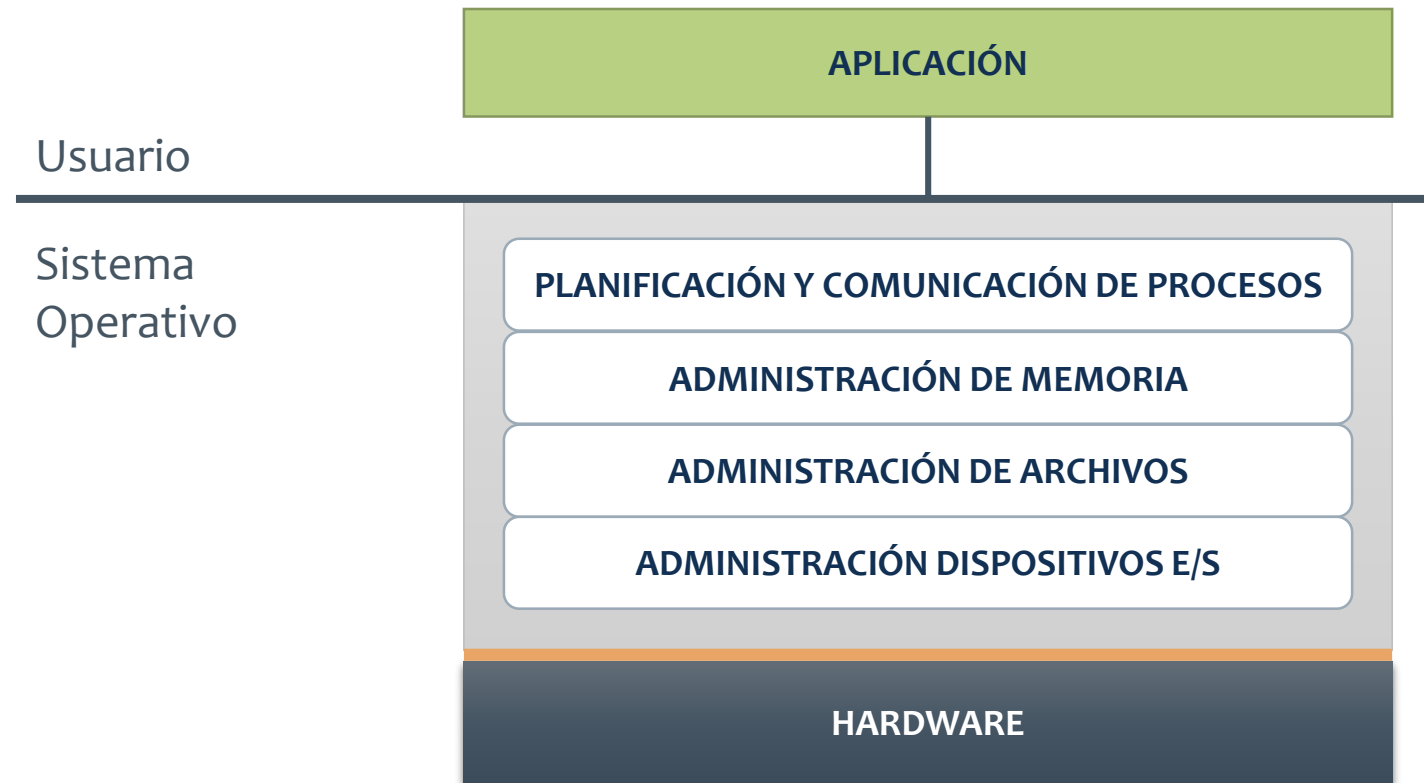 APLICACIÓN
Usuario
Sistema
Operativo
PLANIFICACIÓN Y COMUNICACIÓN DE PROCESOS
ADMINISTRACIÓN DE MEMORIA
ADMINISTRACIÓN DE ARCHIVOS
ADMINISTRACIÓN DISPOSITIVOS E/S
HARDWARE